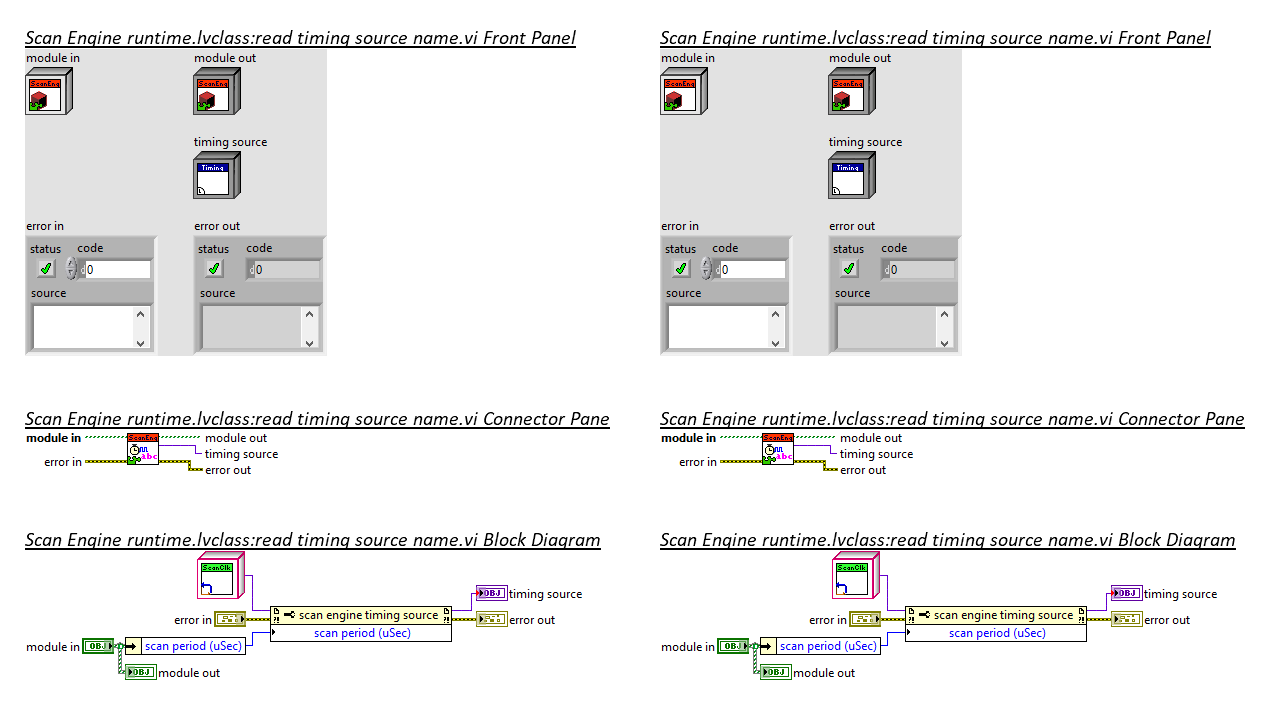 Scan Engine runtime.lvclass:read timing source name.vi Front Panel
module in
module out
ScanEng
ScanEng
timing source
Timing
error in
error out
status
code
status
code
0
0
source
source
Scan Engine runtime.lvclass:read timing source name.vi Connector Pane
module in
ScanEng
module out
timing source
abc
error in
error out
Scan Engine runtime.lvclass:read timing source name.vi Block Diagram
ScanClk
OBJ
timing source
scan engine timing source
error in
error out
scan period (uSec)
module in
OBJ
scan period (uSec)
OBJ
module out
Scan Engine runtime.lvclass:read timing source name.vi Front Panel
module in
module out
ScanEng
ScanEng
timing source
Timing
error in
error out
status
code
status
code
0
0
source
source
Scan Engine runtime.lvclass:read timing source name.vi Connector Pane
module in
ScanEng
module out
timing source
abc
error in
error out
Scan Engine runtime.lvclass:read timing source name.vi Block Diagram
ScanClk
OBJ
timing source
scan engine timing source
error in
error out
scan period (uSec)
module in
OBJ
scan period (uSec)
OBJ
module out